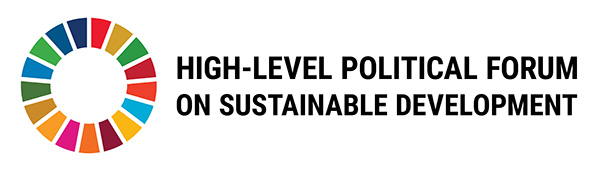 HIGH-LEVEL POLITICAL FORUM
ON SUSTAINABLE DEVELOPMENT